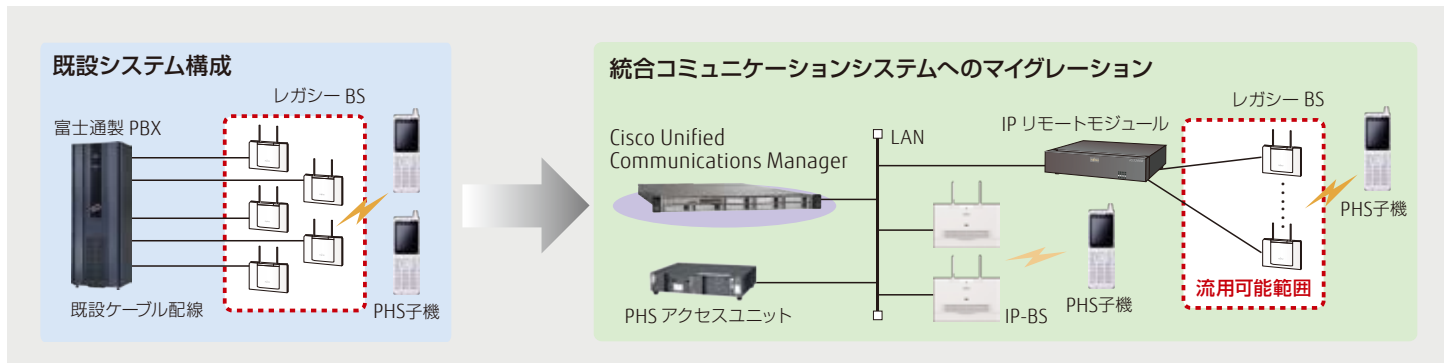 既設システム構成
レガシー BS
富士通製 PBX
既設ケーブル配線
PHS子機
統合コミュニケーションシステムへのマイグレーション
レガシー BS
IP リモートモジュール
LAN
Cisco Unified
Communications Manager
PHS子機
流用可能範囲
PHS アクセスユニット
IP-BS
PHS子機